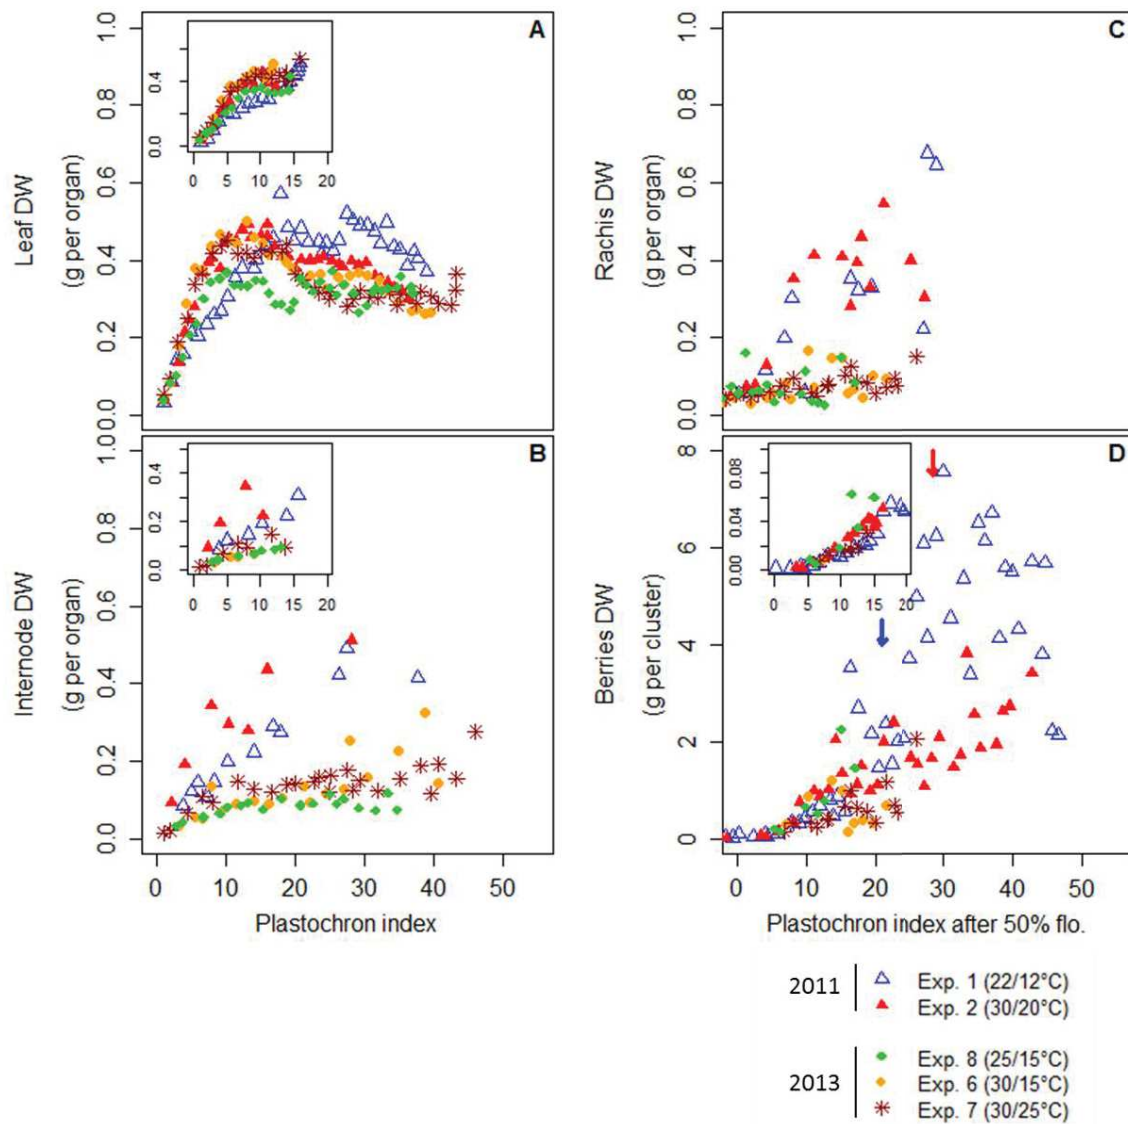 A
1.0
0.8
0.6
0.4
0.2
0.0
Leaf DW
(g per organ)
0.4
0.2
0.0
0 5 10 15 20
B
1.0
0.8
0.6
0.4
0.2
0.0
Internode DW
(g per organ)
0.4
0.2
0.0
0 5 10 15 20
0 10 20 30 40 50
Plastochron index
C
1.0
0.8
0.6
0.4
0.2
0.0
Rachis DW
(g per organ)
D
8
6
4
2
0
Berries DW
(g per cluster)
0.08
0.04
0.00
0 5 10 15 20
0 10 20 30 40 50
Plastochron index after 50% flo.
2011
Exp. 1 (22/12°C)
Exp. 2 (30/20°C)
2013
Exp. 8 (25/15°C)
Exp. 6 (30/15°C)
Exp. 7 (30/25°C)